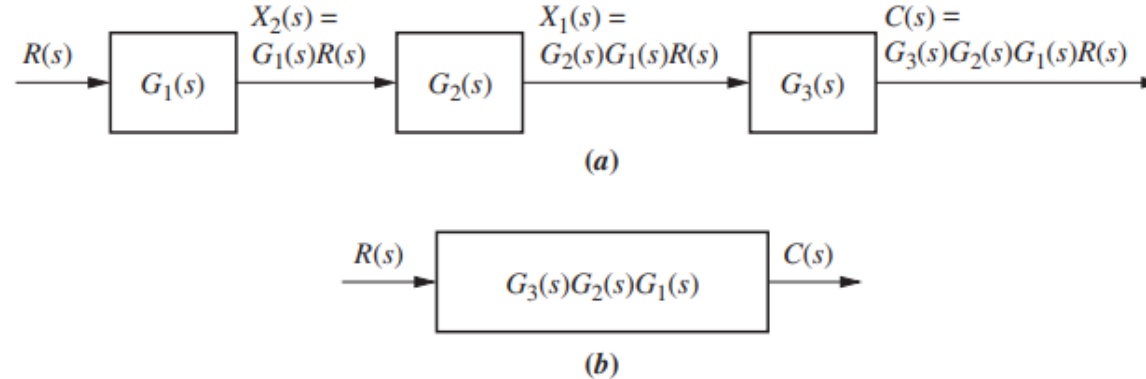 X₂(s) =
X₁(s) =
C(s) =
R(s)
G₁(s)R(s)
G₂(s)G₁(s)R(s)
G₃(s)G₂(s)G₁(s)R(s)
G₁(s)
G₂(s)
G₃(s)
(a)
R(s)
C(s)
G₃(s)G₂(s)G₁(s)
(b)